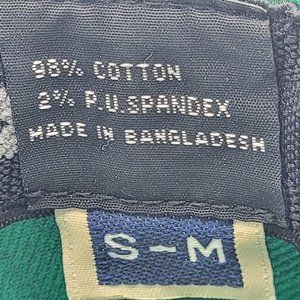 98% COTTON
2% P.U.SPANDEX
MADE IN BANGLADESH
S-M